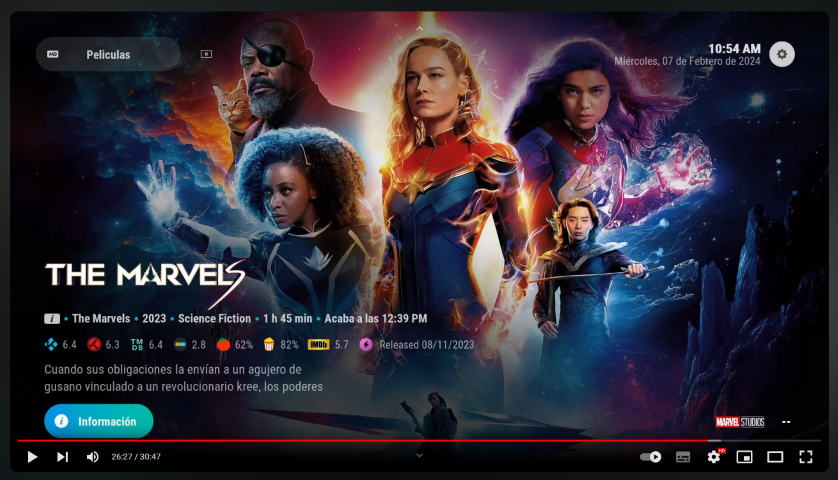 HD Peliculas
10:54 AM
Miércoles, 07 de Febrero de 2024
THE MARVELS
i • The Marvels • 2023 • Science Fiction • 1 h 45 min • Acaba a las 12:39 PM
6.4 6.3 TMDB 6.4 2.8 62% 82% IMDb 5.7 Released 08/11/2023
Cuando sus obligaciones la envían a un agujero de
gusano vinculado a un revolucionario kree, los poderes
i Información
MARVEL STUDIOS --
26:27 / 30:47
HD